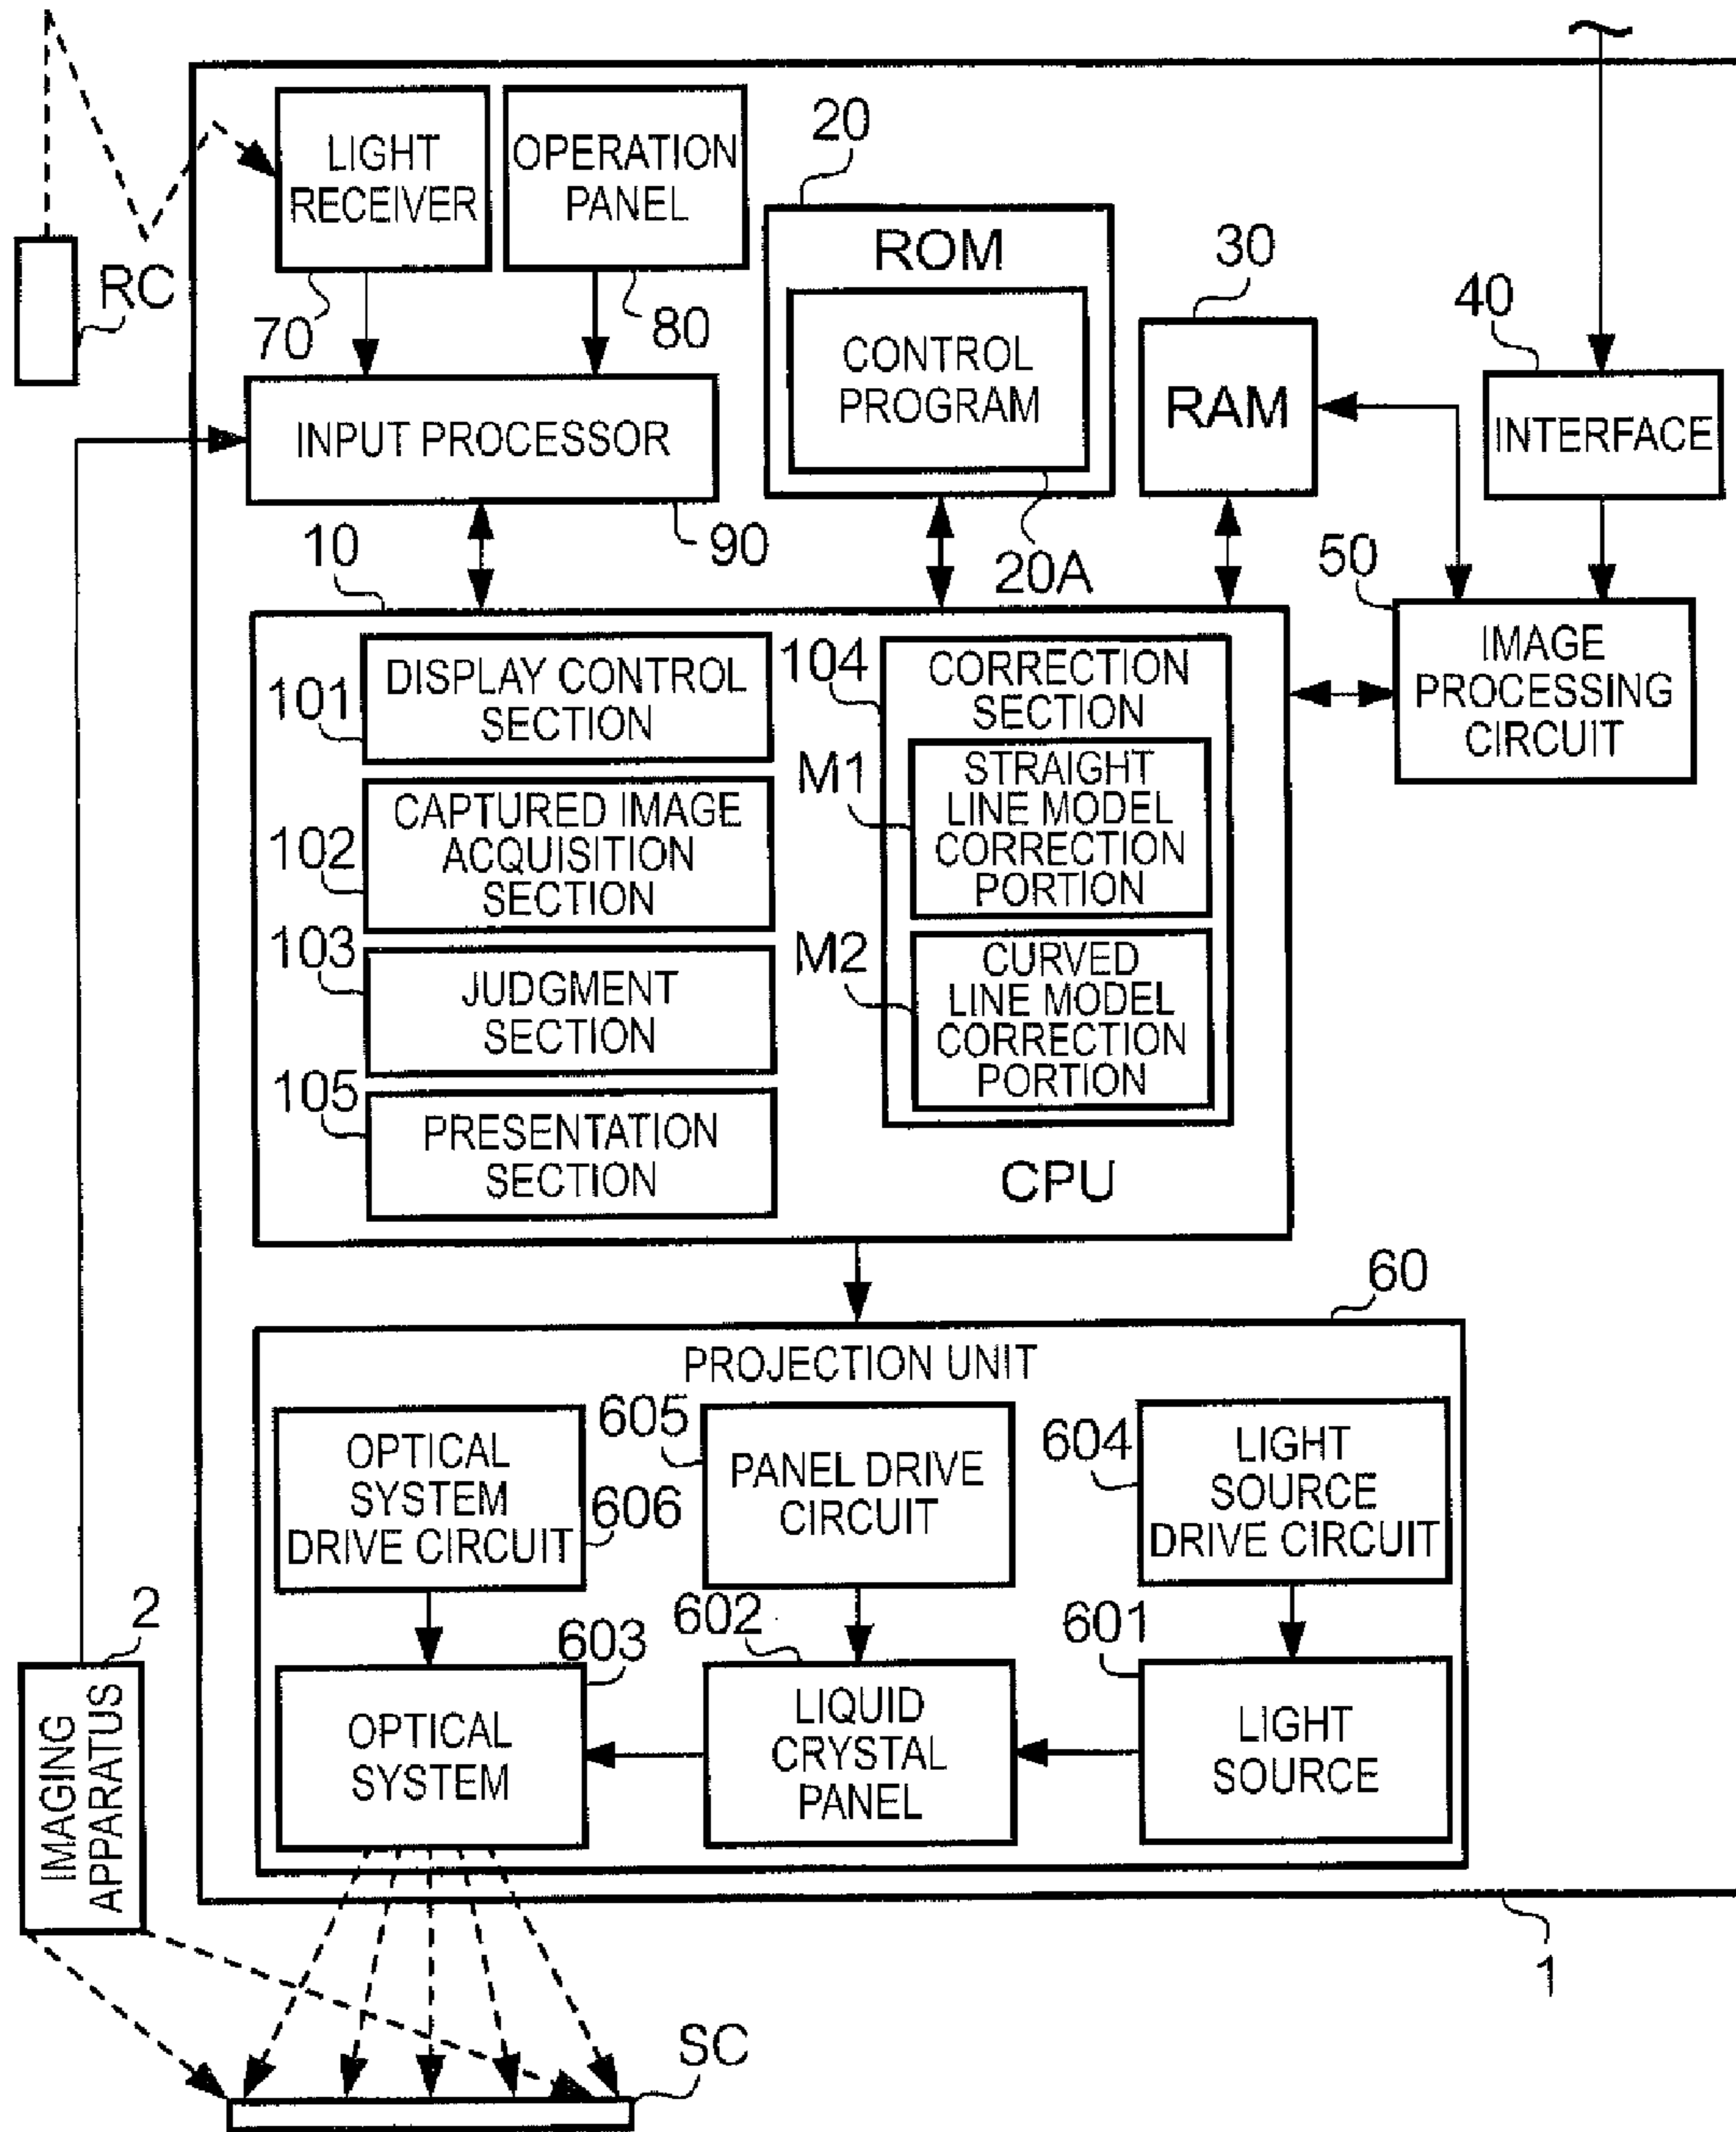 LIGHT
RECEIVER
OPERATION
PANEL
20
ROM
CONTROL
PROGRAM
20A
30
RAM
40
INTERFACE
RC
70
80
INPUT PROCESSOR
90
10
50
IMAGE
PROCESSING
CIRCUIT
101
DISPLAY CONTROL
SECTION
102
CAPTURED IMAGE
ACQUISITION
SECTION
103
JUDGMENT
SECTION
105
PRESENTATION
SECTION
104
CORRECTION
SECTION
M1
STRAIGHT
LINE MODEL
CORRECTION
PORTION
M2
CURVED
LINE MODEL
CORRECTION
PORTION
CPU
60
PROJECTION UNIT
OPTICAL
SYSTEM
DRIVE CIRCUIT
606
605
PANEL DRIVE
CIRCUIT
604
LIGHT
SOURCE
DRIVE CIRCUIT
603
OPTICAL
SYSTEM
602
LIQUID
CRYSTAL
PANEL
601
LIGHT
SOURCE
2
IMAGING
APPARATUS
1
SC